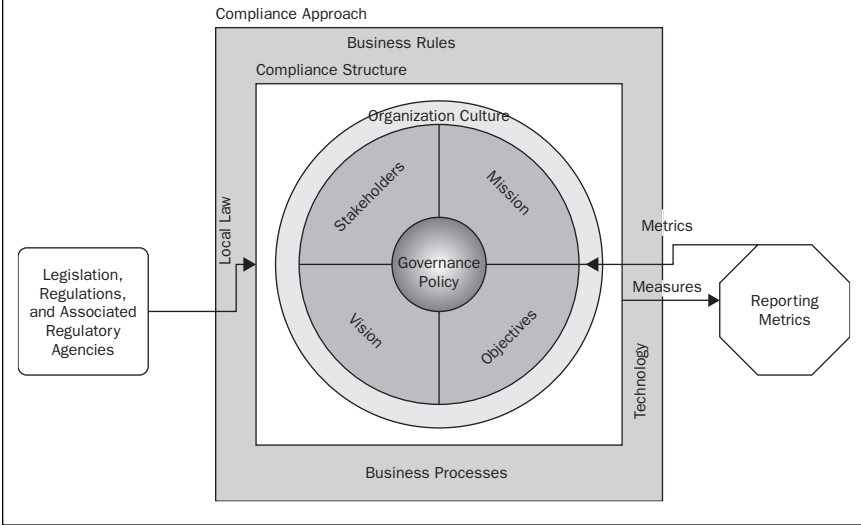 Compliance Approach
Business Rules
Compliance Structure
Organization Culture
Stakeholders
Mission
Local Law
Metrics
Governance
Policy
Legislation,
Regulations,
and Associated
Regulatory
Agencies
Measures
Reporting
Metrics
Vision
Objectives
Technology
Business Processes